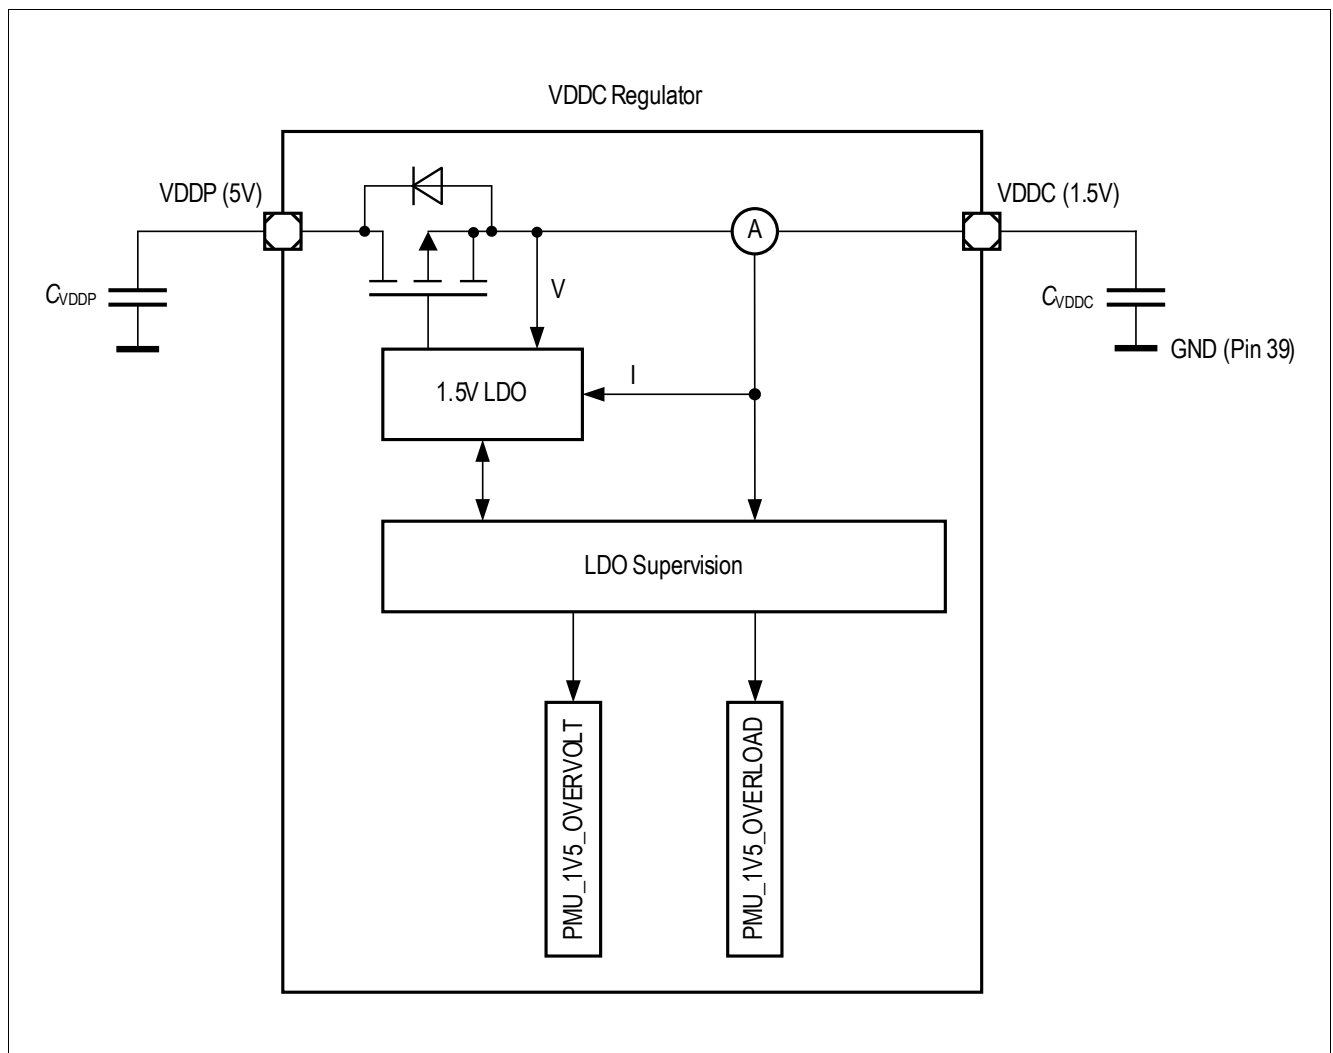 VDDC Regulator
VDDP (5V)
VDDC (1.5V)
A
CVDDP
V
CVDDC
GND (Pin 39)
I
1.5V LDO
LDO Supervision
PMU_1V5_OVERVOLT
PMU_1V5_OVERLOAD